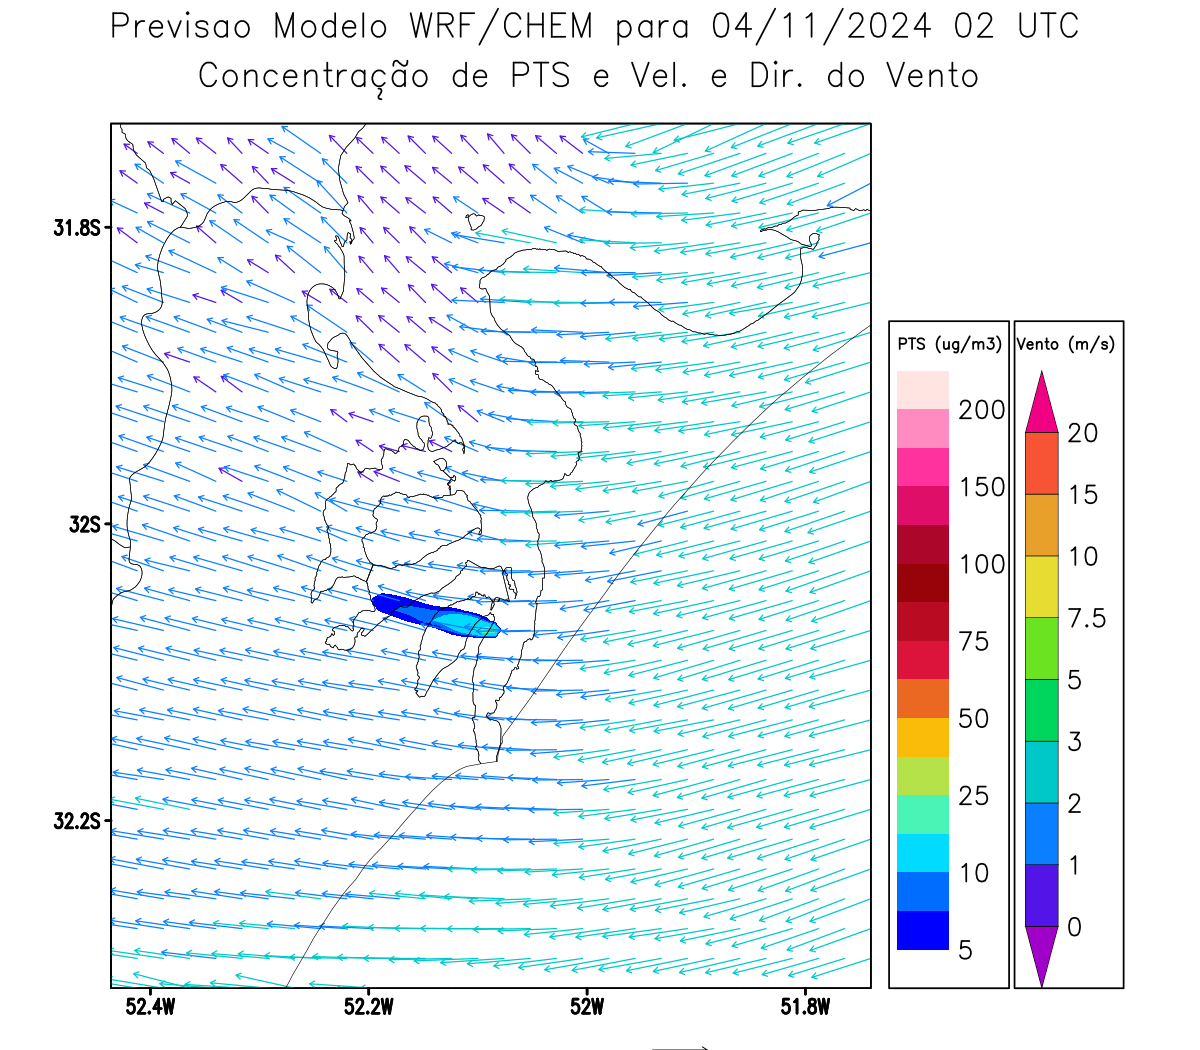 Previsao Modelo WRF/CHEM para 04/11/2024 02 UTC
Concentração de PTS e Vel. e Dir. do Vento
31.8S
32S
32.2S
52.4W 52.2W 52W 51.8W
PTS (ug/m3)
200
150
100
75
50
25
10
5
Vento (m/s)
20
15
10
7.5
5
3
2
1
0